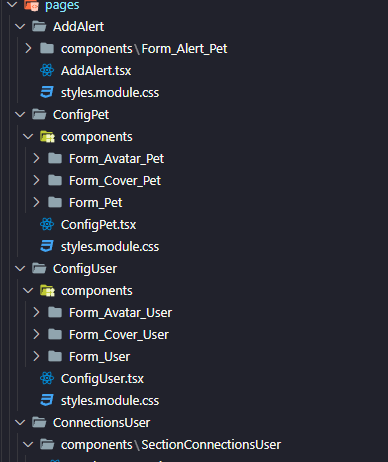 pages
AddAlert
components\Form_Alert_Pet
AddAlert.tsx
styles.module.css
ConfigPet
components
Form_Avatar_Pet
Form_Cover_Pet
Form_Pet
ConfigPet.tsx
styles.module.css
ConfigUser
components
Form_Avatar_User
Form_Cover_User
Form_User
ConfigUser.tsx
styles.module.css
ConnectionsUser
components\SectionConnectionsUser